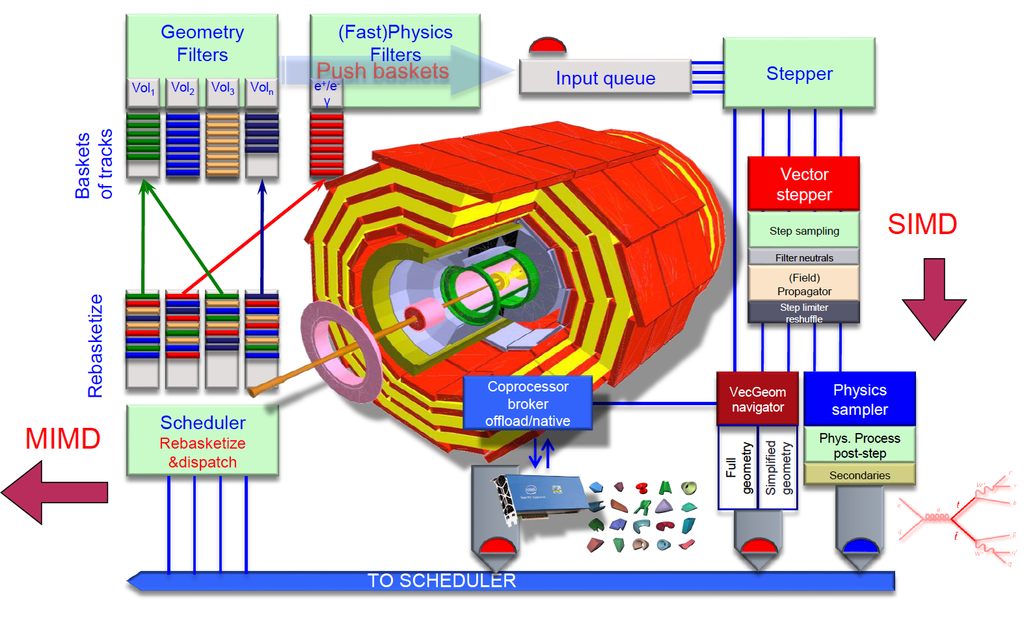 Geometry
Filters
(Fast)Physics
Filters
Push baskets
Input queue
Stepper
Vol1
Vol2
Vol3
Voln
e+/e-
γ
Baskets
of tracks
Vector
stepper
SIMD
Step sampling
Filter neutrals
(Field)
Propagator
Step limiter
reshuffle
Rebasketize
Coprocessor
broker
offload/native
VecGeom
navigator
Physics
sampler
Scheduler
Rebasketize
&dispatch
MIMD
Full
geometry
Simplified
geometry
Phys. Process
post-step
Secondaries
TO SCHEDULER